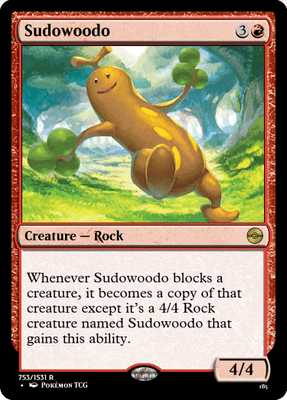 Sudowoodo 3
Creature — Rock
Whenever Sudowoodo blocks a
creature, it becomes a copy of that
creature except it's a 4/4 Rock
creature named Sudowoodo that
gains this ability.
4/4
753/1531 R
• Pokémon TCG
185